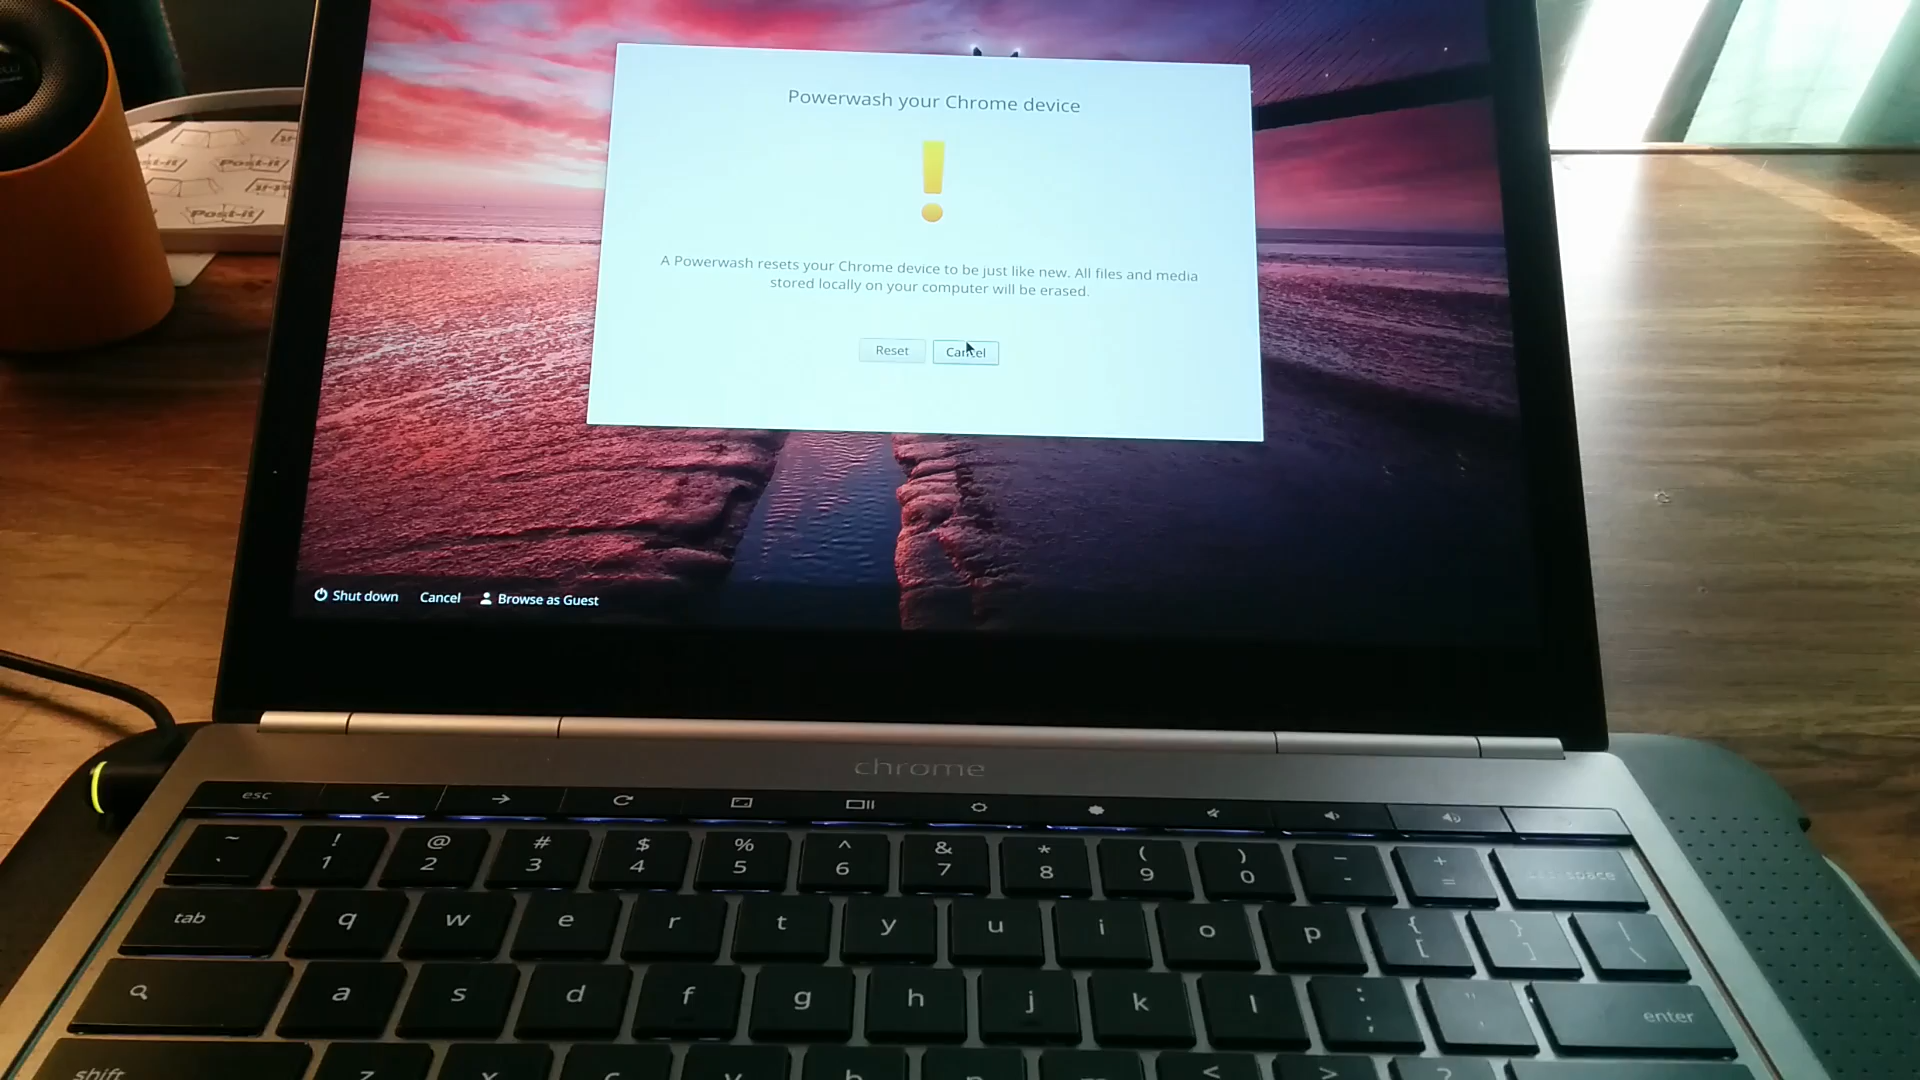 Post-it
Post-it
Powerwash your Chrome device
A Powerwash resets your Chrome device to be just like new. All files and media
stored locally on your computer will be erased.
Reset Cancel
Shut down Cancel Browse as Guest
chrome
esc
~ ! @ # $ % ^ & * ( ) _ +
` 1 2 3 4 5 6 7 8 9 0 - =
tab q w e r t y u i o p { [ } ] | \
a s d f g h j k l : ; " ' enter
shift z x c v b n m < > ?